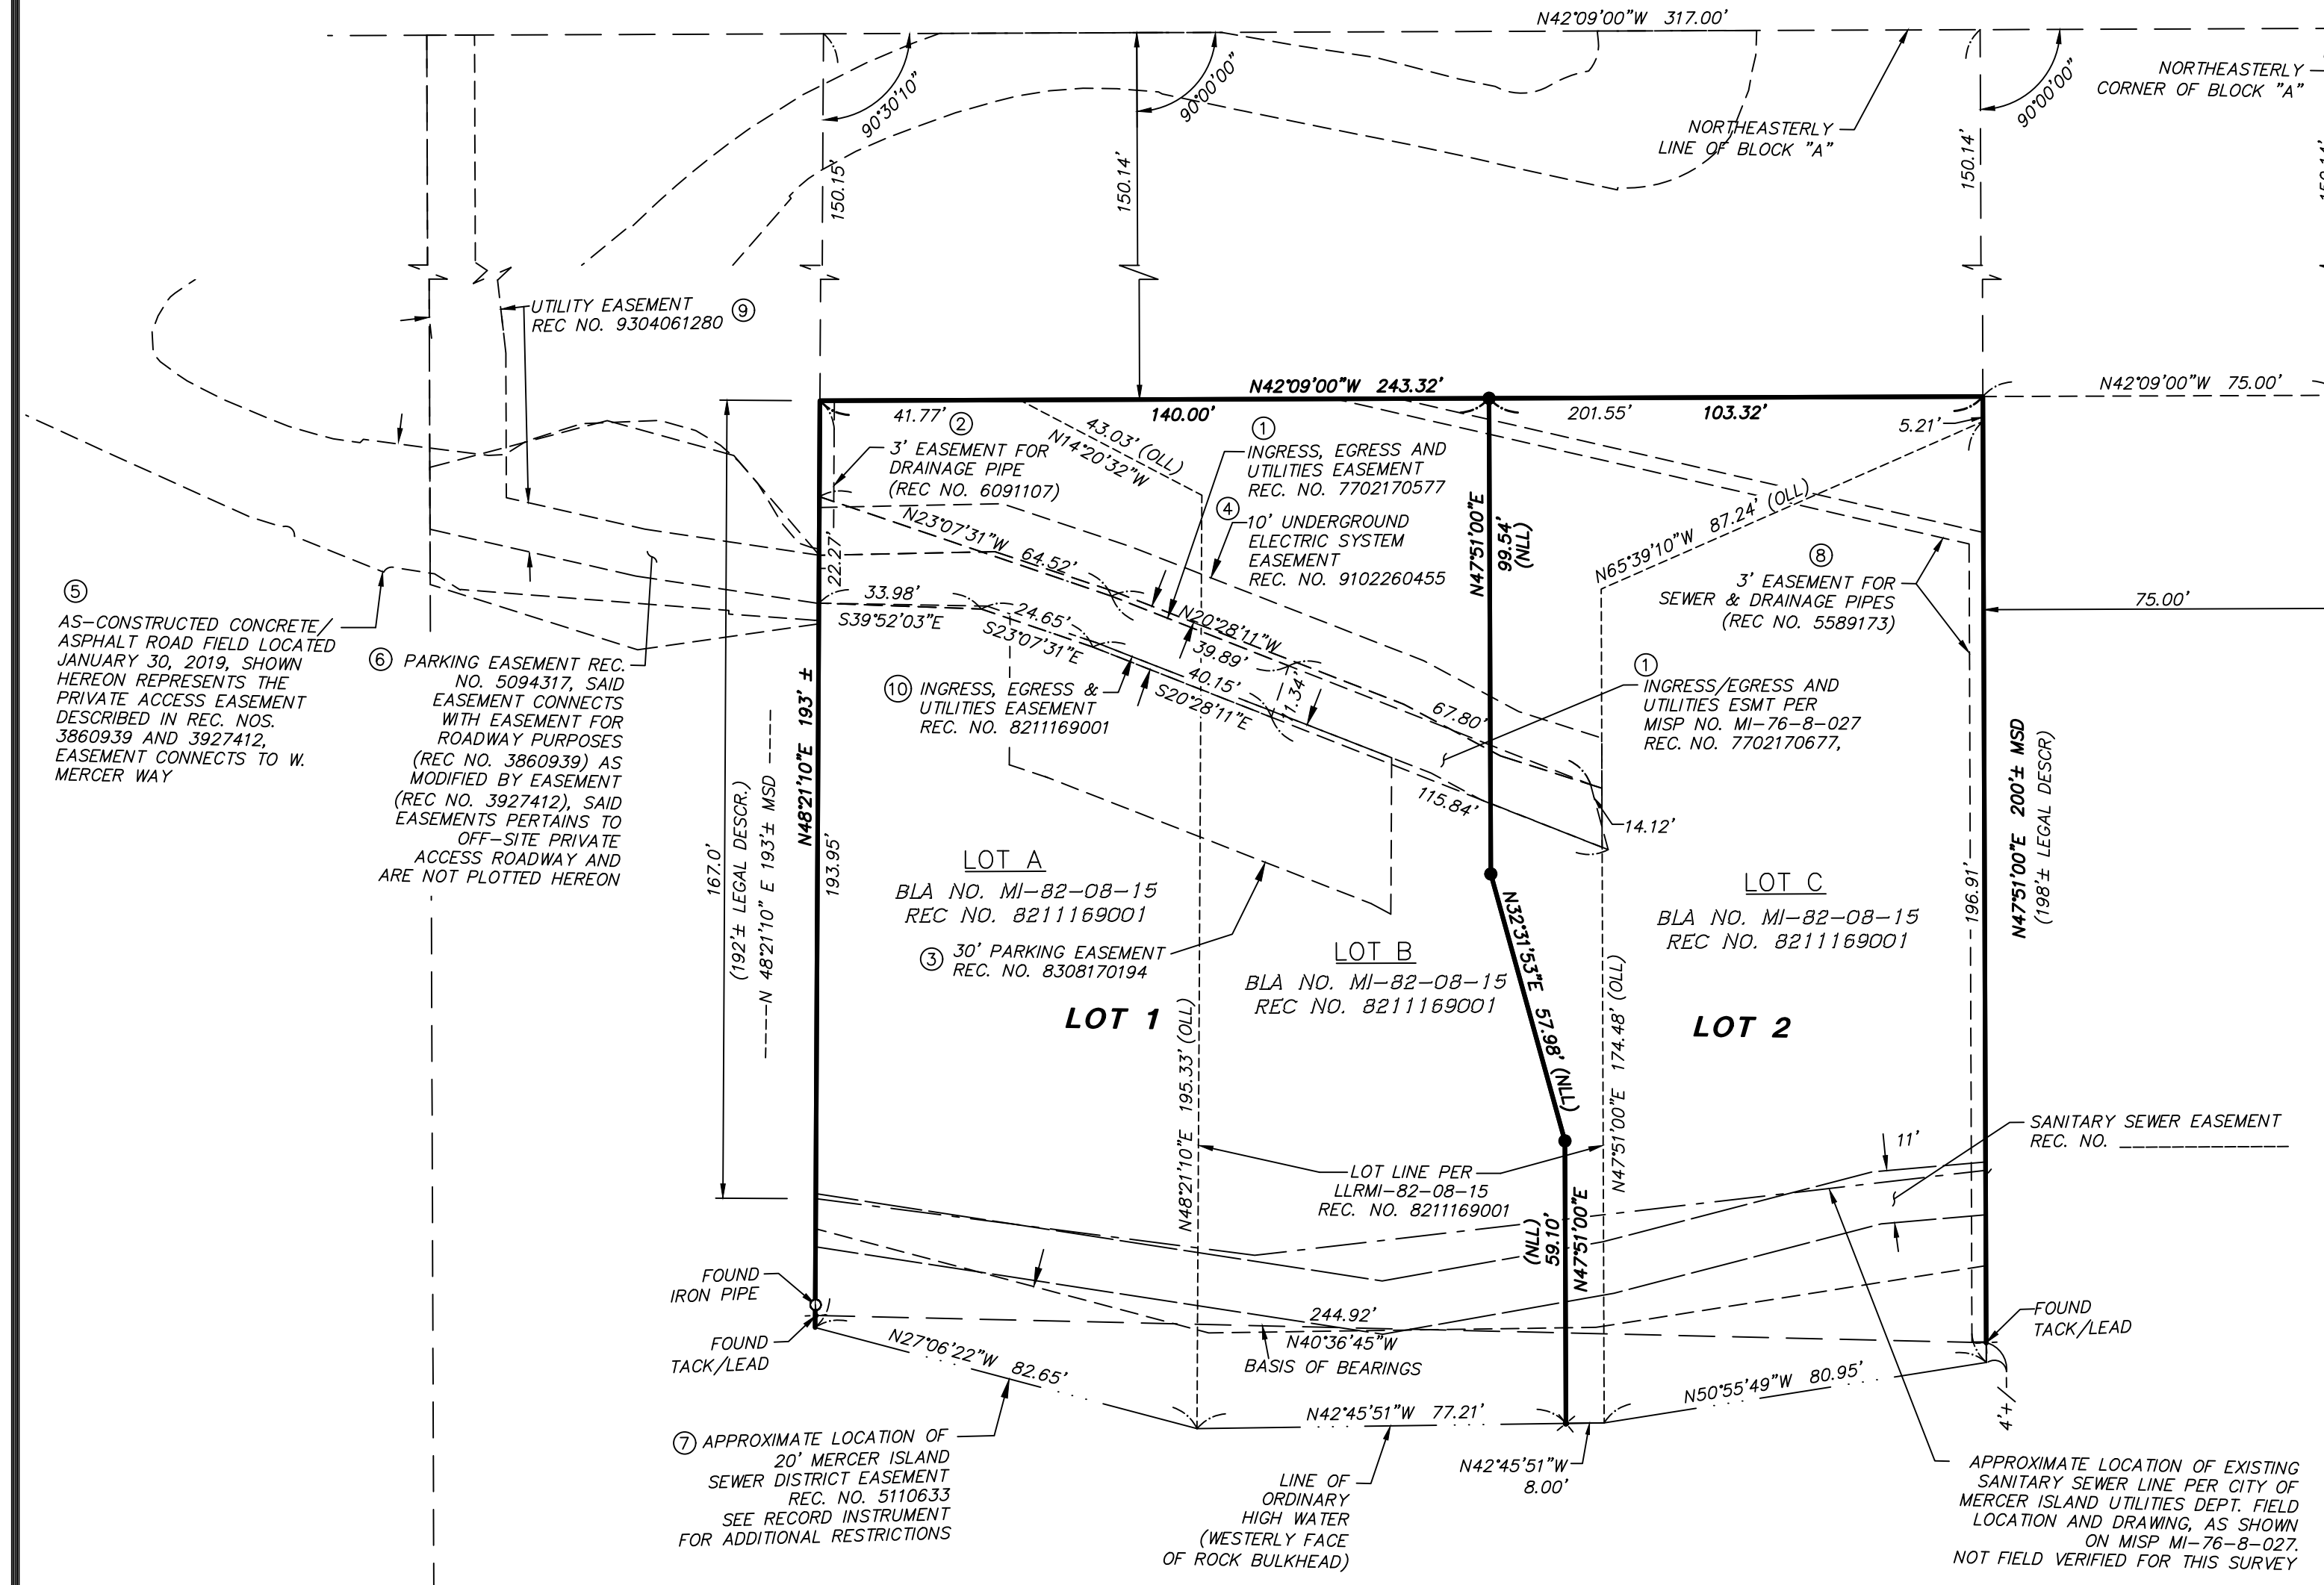 N42°09'00"W 317.00'
90°30'10"
90°00'00"
90°00'00"
NORTHEASTERLY
CORNER OF BLOCK "A"
NORTHEASTERLY
LINE OF BLOCK "A"
150.15'
150.14'
150.14'
150.14'
UTILITY EASEMENT
REC NO. 9304061280
9
N42°09'00"W 243.32'
N42°09'00"W 75.00'
41.77'
140.00'
201.55'
103.32'
5.21'
2
3' EASEMENT FOR
DRAINAGE PIPE
(REC NO. 6091107)
43.03' (OLL)
N14°20'32"W
1
INGRESS, EGRESS AND
UTILITIES EASEMENT
REC. NO. 7702170577
4
10' UNDERGROUND
ELECTRIC SYSTEM
EASEMENT
REC. NO. 9102260455
N47°51'00"E
99.54'
(NLL)
N65°39'10"W 87.24' (OLL)
8
3' EASEMENT FOR
SEWER & DRAINAGE PIPES
(REC NO. 5589173)
75.00'
N23°07'31"W 64.52'
22.27'
33.98'
S39°52'03"E
24.65'
S23°07'31"E
N20°28'11"W
39.89'
40.15'
S20°28'11"E
1.34'
67.80'
115.84'
14.12'
5
AS-CONSTRUCTED CONCRETE/
ASPHALT ROAD FIELD LOCATED
JANUARY 30, 2019, SHOWN
HEREON REPRESENTS THE
PRIVATE ACCESS EASEMENT
DESCRIBED IN REC. NOS.
3860939 AND 3927412,
EASEMENT CONNECTS TO W.
MERCER WAY
6 PARKING EASEMENT REC.
NO. 5094317, SAID
EASEMENT CONNECTS
WITH EASEMENT FOR
ROADWAY PURPOSES
(REC NO. 3860939) AS
MODIFIED BY EASEMENT
(REC NO. 3927412), SAID
EASEMENTS PERTAINS TO
OFF-SITE PRIVATE
ACCESS ROADWAY AND
ARE NOT PLOTTED HEREON
10 INGRESS, EGRESS &
UTILITIES EASEMENT
REC. NO. 8211169001
1
INGRESS/EGRESS AND
UTILITIES ESMT PER
MISP NO. MI-76-8-027
REC. NO. 7702170677,
167.0'
(192'± LEGAL DESCR.)
N 48°21'10" E 193'± MSD
N48°21'10"E 193' ±
193.95'
196.91'
N47°51'00"E 200'± MSD
(198'± LEGAL DESCR)
LOT A
BLA NO. MI-82-08-15
REC NO. 8211169001
3 30' PARKING EASEMENT
REC. NO. 8308170194
LOT B
BLA NO. MI-82-08-15
REC NO. 8211169001
LOT C
BLA NO. MI-82-08-15
REC NO. 8211169001
LOT 1
LOT 2
N32°31'53"E 57.98' (NLL)
N48°21'10"E 195.33' (OLL)
N47°51'00"E 174.48' (OLL)
LOT LINE PER
LLRMI-82-08-15
REC. NO. 8211169001
(NLL)
59.10'
N47°51'00"E
11'
SANITARY SEWER EASEMENT
REC. NO. ______________
FOUND
IRON PIPE
FOUND
TACK/LEAD
244.92'
N40°36'45"W
BASIS OF BEARINGS
FOUND
TACK/LEAD
N27°06'22"W 82.65'
N42°45'51"W 77.21'
N50°55'49"W 80.95'
4'±
N42°45'51"W
8.00'
7 APPROXIMATE LOCATION OF
20' MERCER ISLAND
SEWER DISTRICT EASEMENT
REC. NO. 5110633
SEE RECORD INSTRUMENT
FOR ADDITIONAL RESTRICTIONS
LINE OF
ORDINARY
HIGH WATER
(WESTERLY FACE
OF ROCK BULKHEAD)
APPROXIMATE LOCATION OF EXISTING
SANITARY SEWER LINE PER CITY OF
MERCER ISLAND UTILITIES DEPT. FIELD
LOCATION AND DRAWING, AS SHOWN
ON MISP MI-76-8-027.
NOT FIELD VERIFIED FOR THIS SURVEY